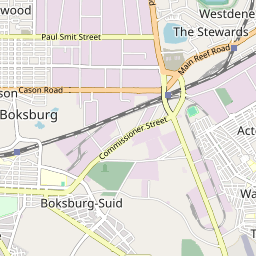 wood
Westdene
The Stewards
Paul Smit Street
Main Reef Road
son
Cason Road
Boksburg
Commissioner Street
Acto
Wa
Boksburg-Suid